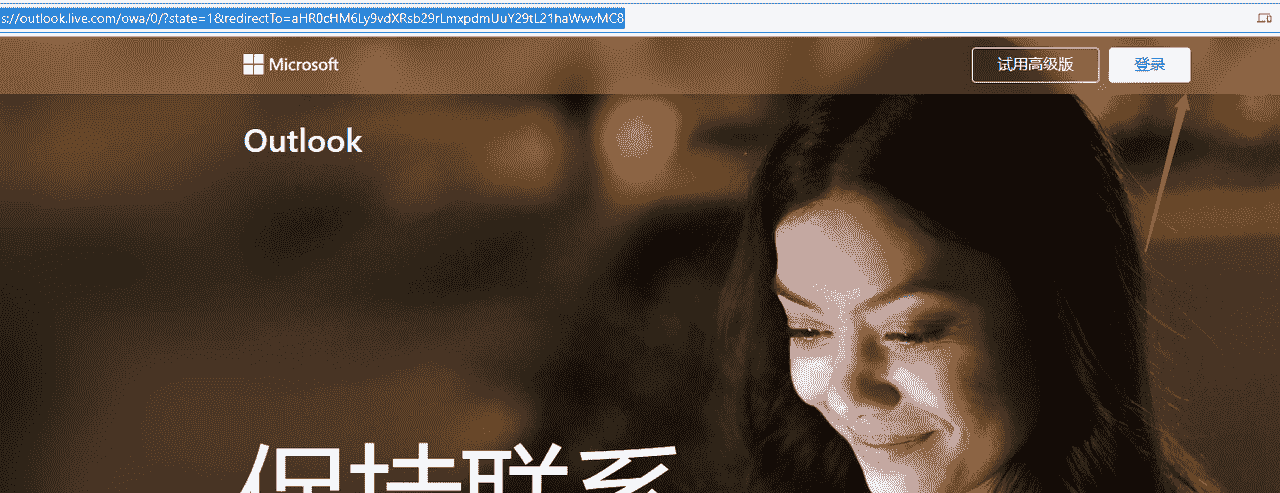 s://outlook.live.com/owa/0/?state=1&redirectTo=aHR0cHM6Ly9vdXRsb29rLmxpdmUuY29tL21haWwvMC8
Microsoft
试用高级版
登录
Outlook
保持联系